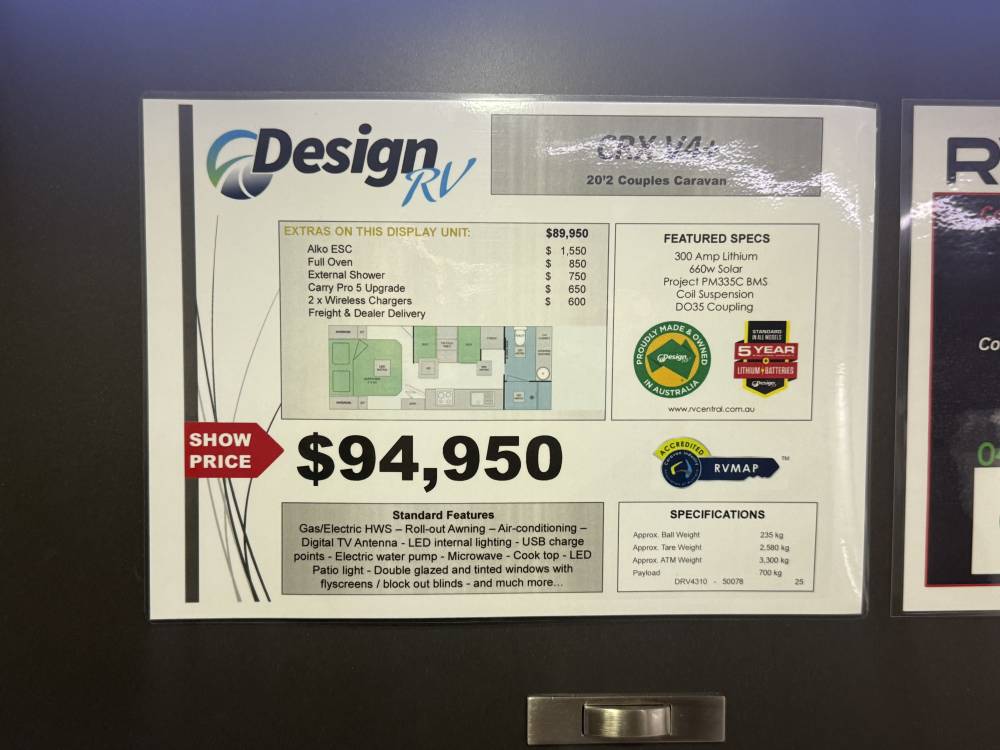 Design
RV
CRX V4+
20'2 Couples Caravan
EXTRAS ON THIS DISPLAY UNIT: $89,950
Alko ESC $ 1,550
Full Oven $ 850
External Shower $ 750
Carry Pro 5 Upgrade $ 650
2 x Wireless Chargers $ 600
Freight & Dealer Delivery
FEATURED SPECS
300 Amp Lithium
660w Solar
Project PM335C BMS
Coil Suspension
DO35 Coupling
PROUDLY MADE & OWNED
Design
IN AUSTRALIA
STANDARD
IN ALL MODELS
5 YEAR
LITHIUM BATTERIES
Design
www.rvcentral.com.au
SHOW
PRICE
$94,950
ACCREDITED
RVMAP
TM
Standard Features
Gas/Electric HWS – Roll-out Awning – Air-conditioning –
Digital TV Antenna - LED internal lighting - USB charge
points - Electric water pump - Microwave - Cook top - LED
Patio light - Double glazed and tinted windows with
flyscreens / block out blinds - and much more...
SPECIFICATIONS
Approx. Ball Weight 235 kg
Approx. Tare Weight 2,580 kg
Approx. ATM Weight 3,300 kg
Payload 700 kg
DRV4310 - 50078 25
R
Co
04